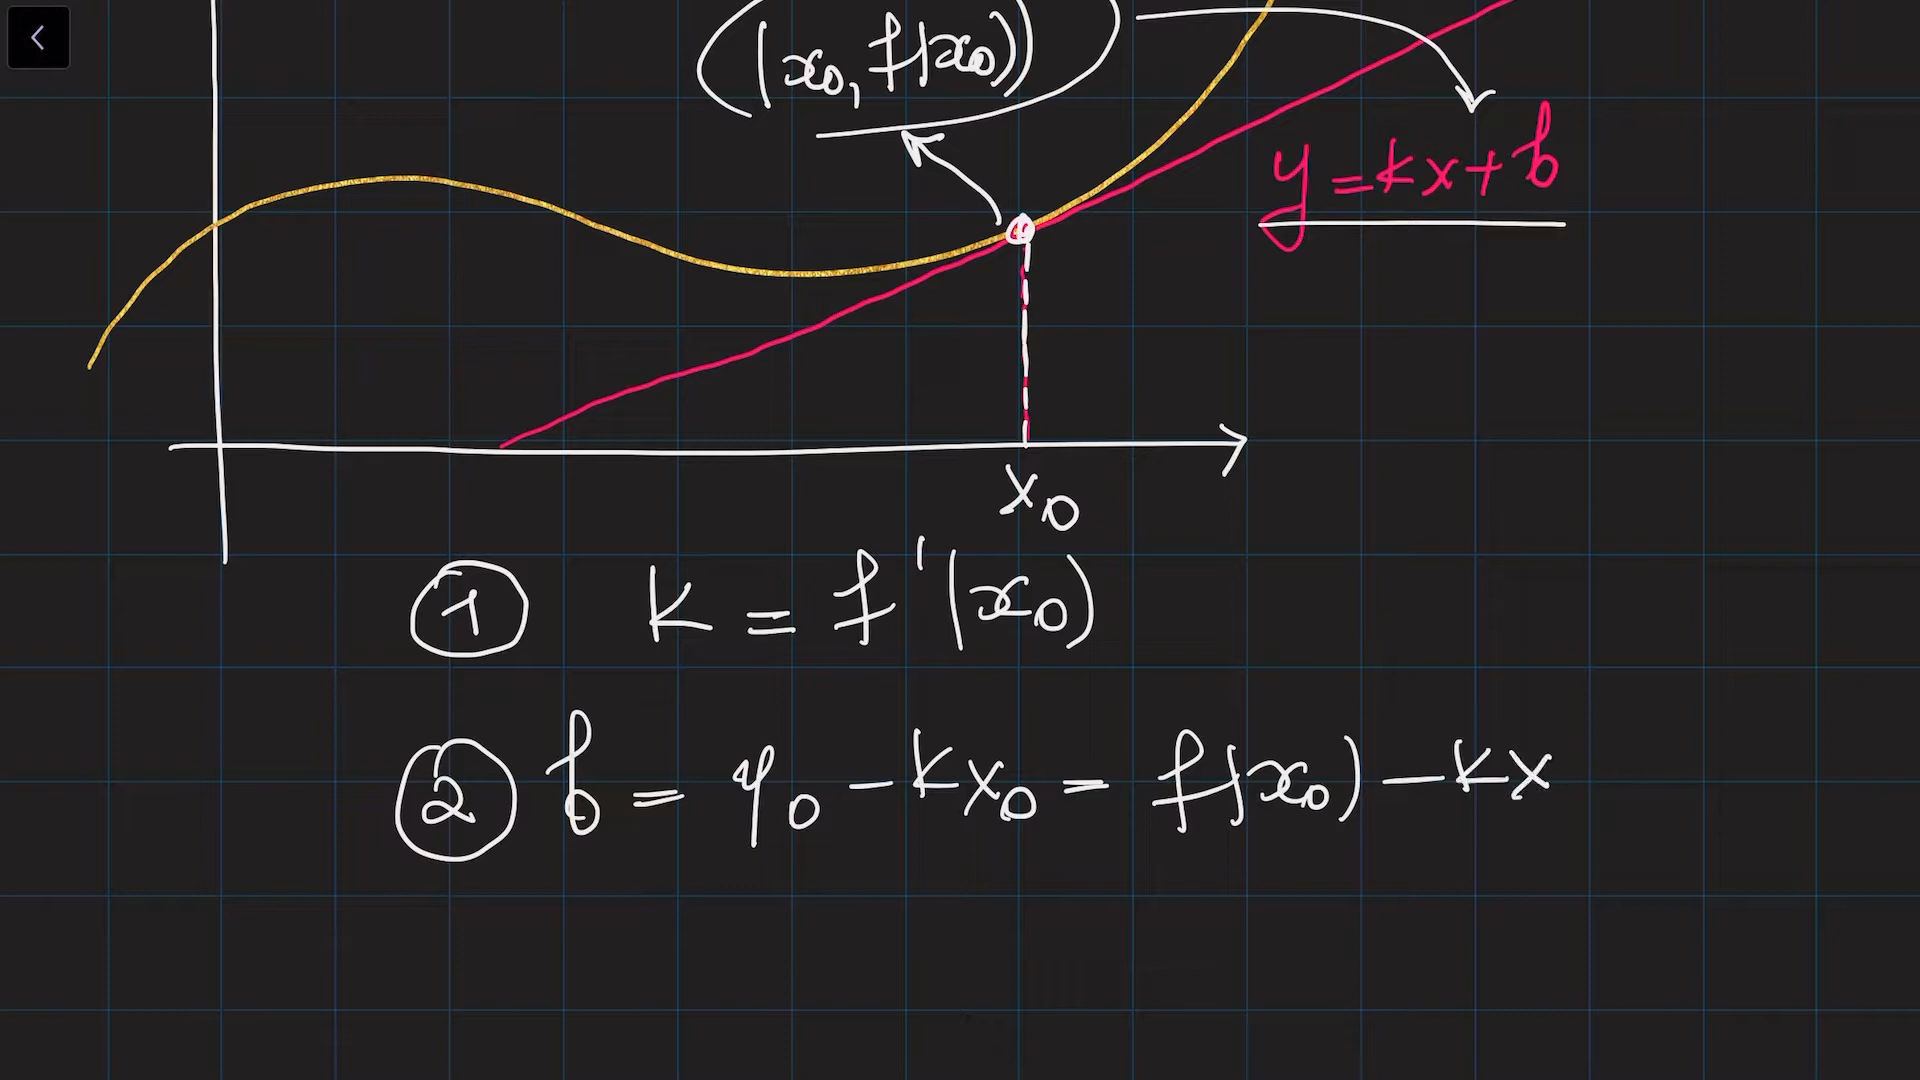 (x₀, f(x₀))
y = kx + b
x₀
① k = f'(x₀)
② b = y₀ - kx₀ = f(x₀) - kx